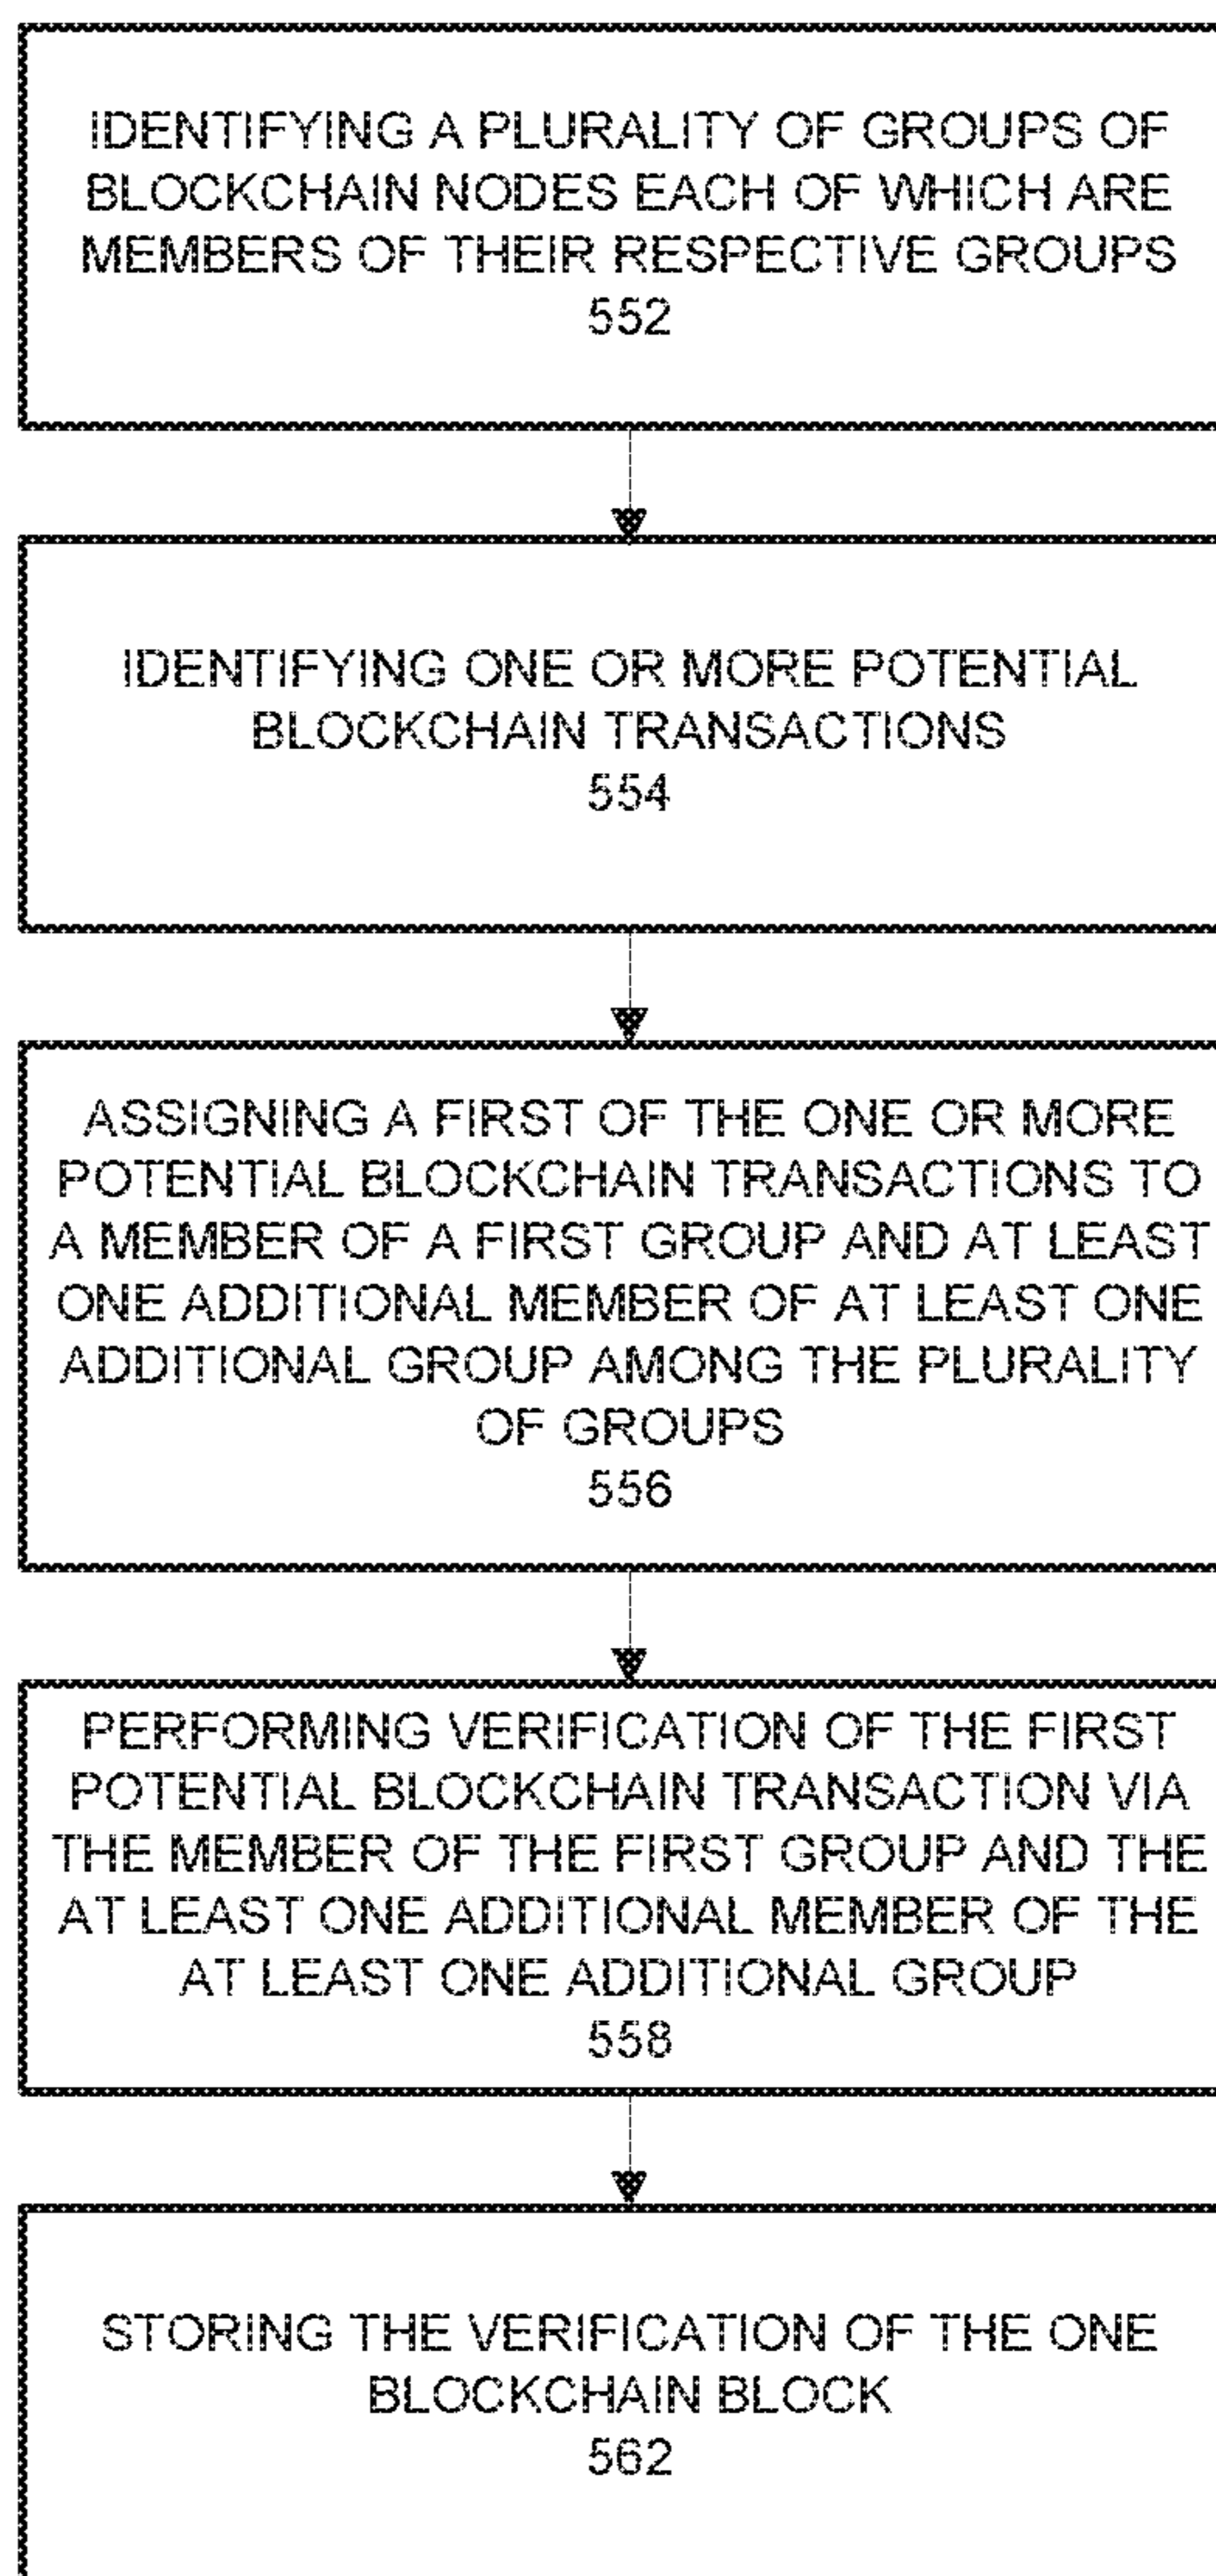 IDENTIFYING A PLURALITY OF GROUPS OF
BLOCKCHAIN NODES EACH OF WHICH ARE
MEMBERS OF THEIR RESPECTIVE GROUPS
552
IDENTIFYING ONE OR MORE POTENTIAL
BLOCKCHAIN TRANSACTIONS
554
ASSIGNING A FIRST OF THE ONE OR MORE
POTENTIAL BLOCKCHAIN TRANSACTIONS TO
A MEMBER OF A FIRST GROUP AND AT LEAST
ONE ADDITIONAL MEMBER OF AT LEAST ONE
ADDITIONAL GROUP AMONG THE PLURALITY
OF GROUPS
556
PERFORMING VERIFICATION OF THE FIRST
POTENTIAL BLOCKCHAIN TRANSACTION VIA
THE MEMBER OF THE FIRST GROUP AND THE
AT LEAST ONE ADDITIONAL MEMBER OF THE
AT LEAST ONE ADDITIONAL GROUP
558
STORING THE VERIFICATION OF THE ONE
BLOCKCHAIN BLOCK
562